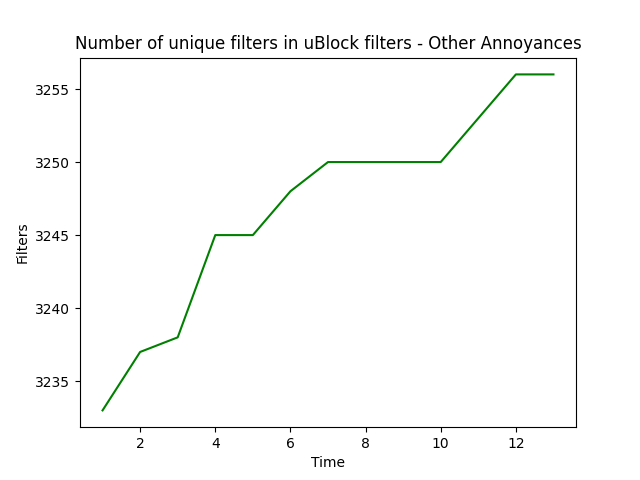 Number of unique filters in uBlock filters - Other Annoyances
3255
3250
3245
3240
3235
Filters
2 4 6 8 10 12
Time